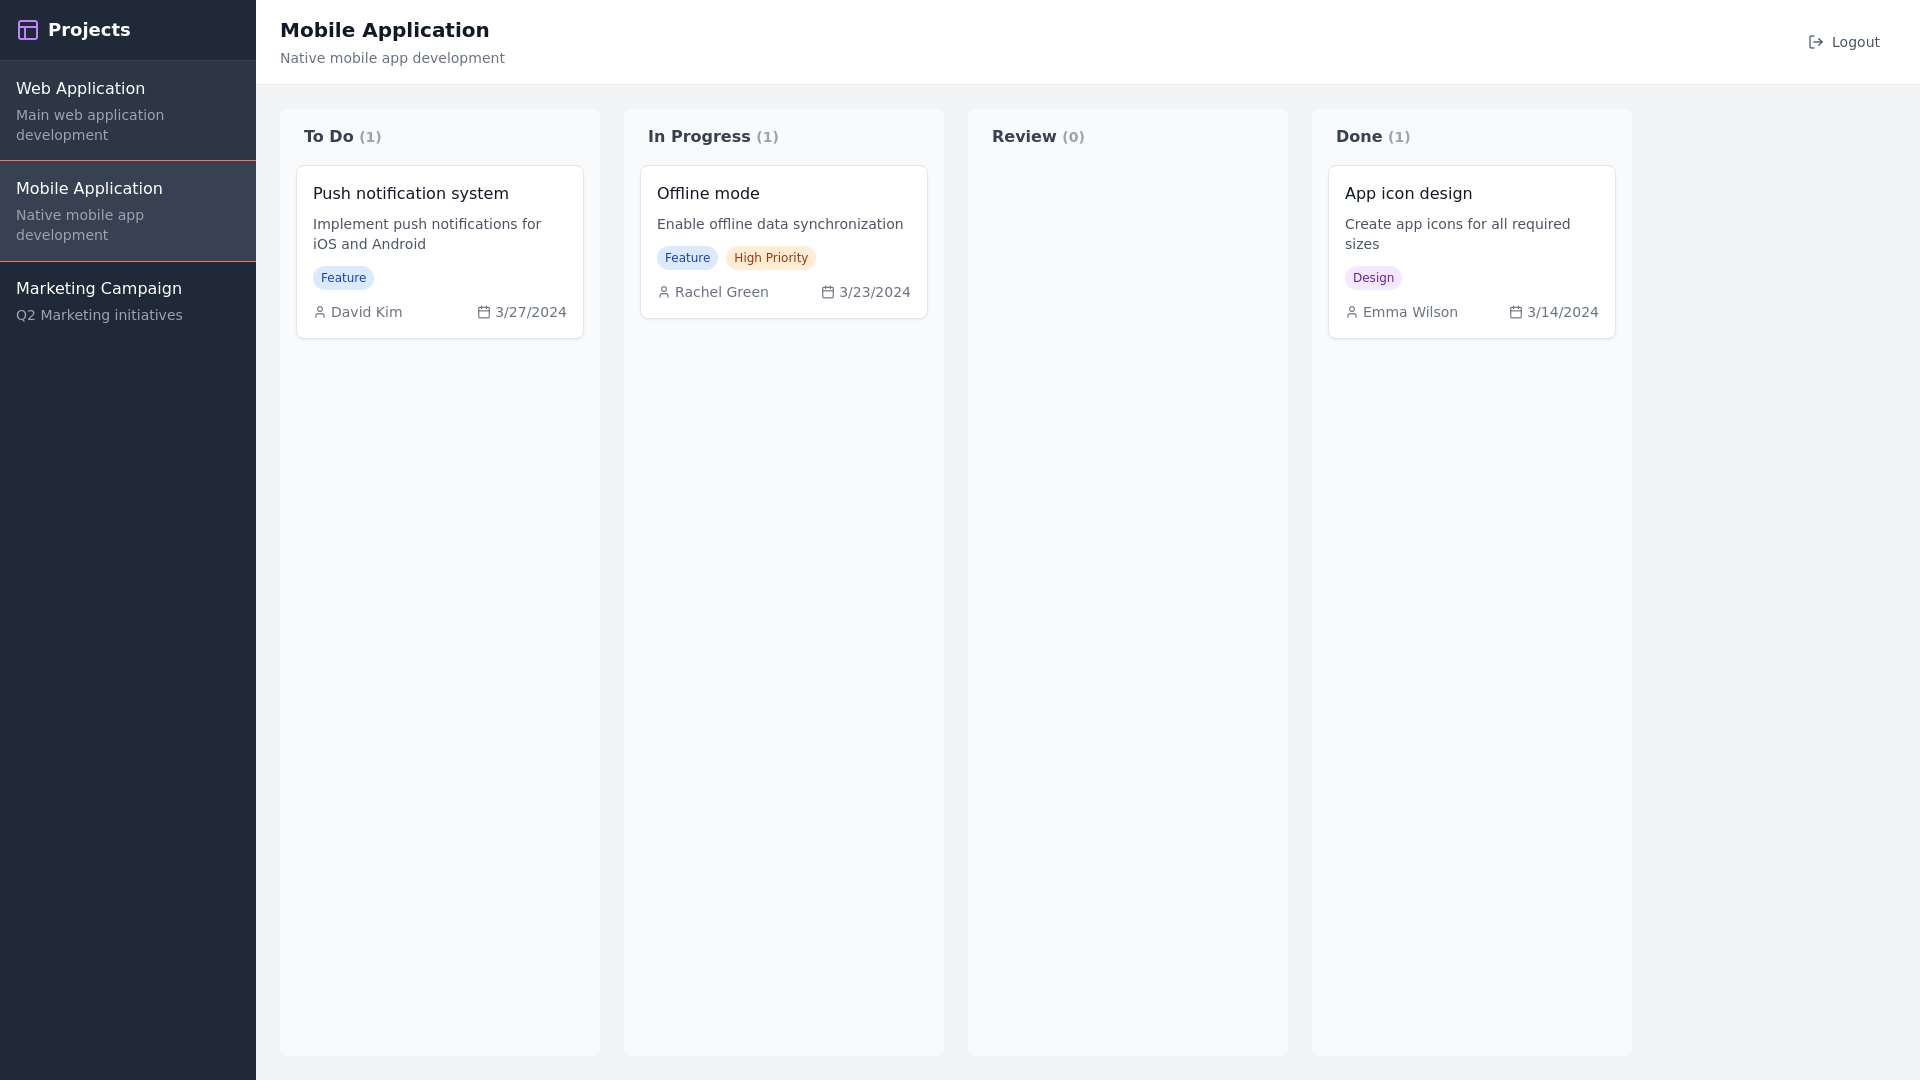 Projects
Web Application
Main web application
development
Mobile Application
Native mobile app
development
Marketing Campaign
Q2 Marketing initiatives
Mobile Application
Native mobile app development
Logout
To Do (1)
Push notification system
Implement push notifications for
iOS and Android
Feature
David Kim 3/27/2024
In Progress (1)
Offline mode
Enable offline data synchronization
Feature High Priority
Rachel Green 3/23/2024
Review (0)
Done (1)
App icon design
Create app icons for all required
sizes
Design
Emma Wilson 3/14/2024